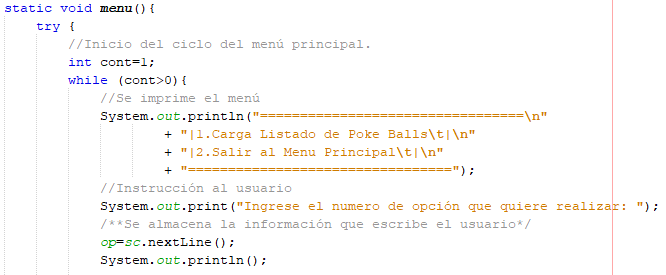 static void menu(){
try {
//Inicio del ciclo del menú principal.
int cont=1;
while (cont>0){
//Se imprime el menú
System.out.println("=================================\n"
+ "|1.Carga Listado de Poke Balls\t|\n"
+ "|2.Salir al Menu Principal\t|\n"
+ "=================================");
//Instrucción al usuario
System.out.print("Ingrese el numero de opción que quiere realizar: ");
/**Se almacena la información que escribe el usuario*/
op=sc.nextLine();
System.out.println();